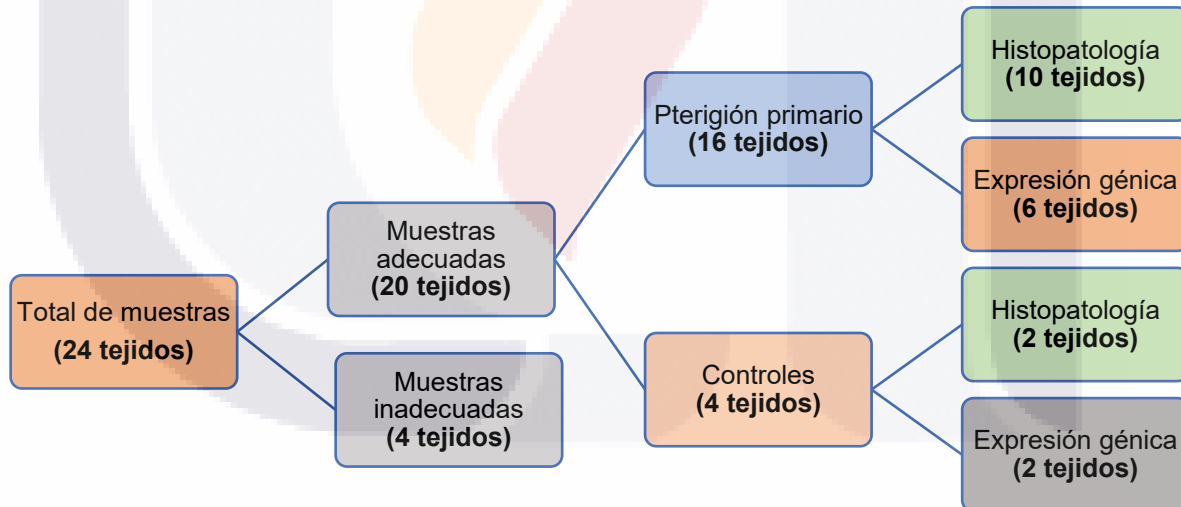 Total de muestras
(24 tejidos)
Muestras
adecuadas
(20 tejidos)
Muestras
inadecuadas
(4 tejidos)
Pterigión primario
(16 tejidos)
Controles
(4 tejidos)
Histopatología
(10 tejidos)
Expresión génica
(6 tejidos)
Histopatología
(2 tejidos)
Expresión génica
(2 tejidos)